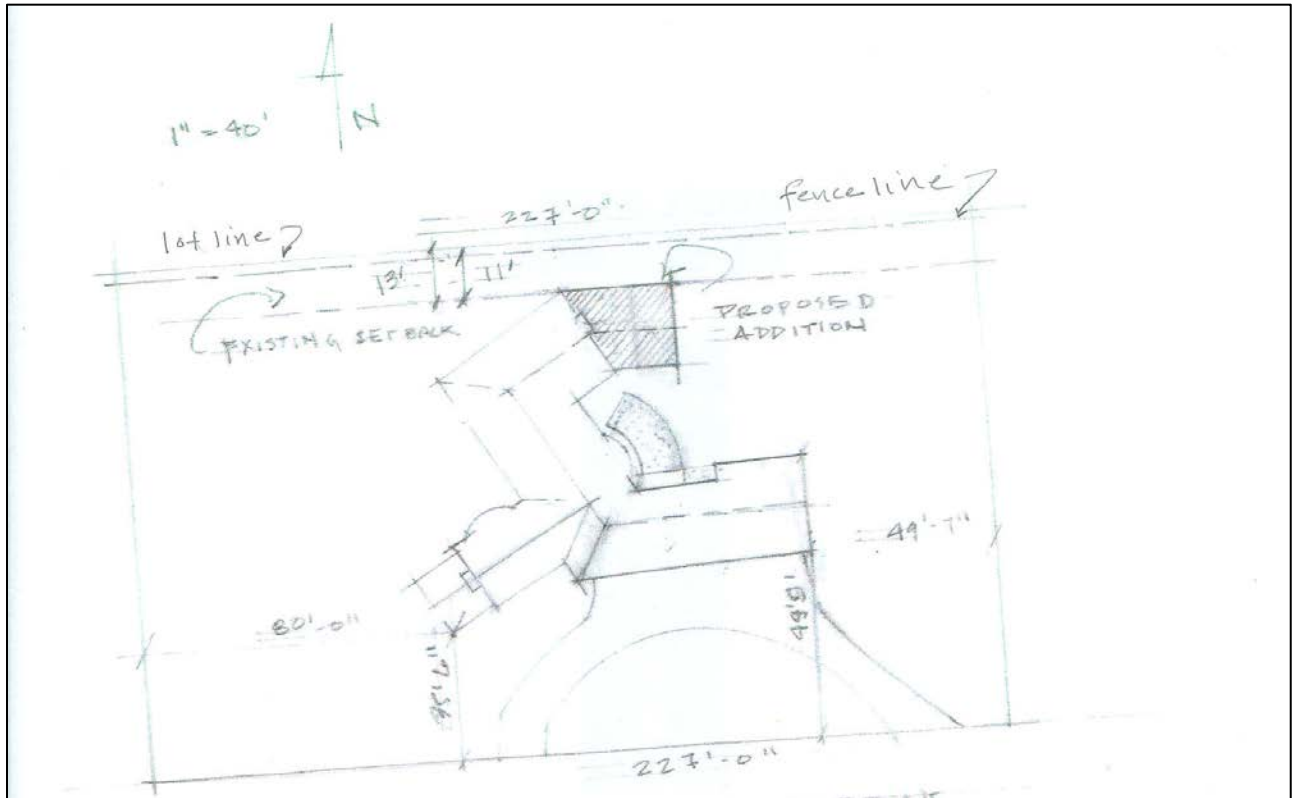 1" = 40'
N
227'-0"
fence line
lot line
13'
11'
EXISTING SETBACK
PROPOSED
ADDITION
49'-7"
80'-0"
227'-0"